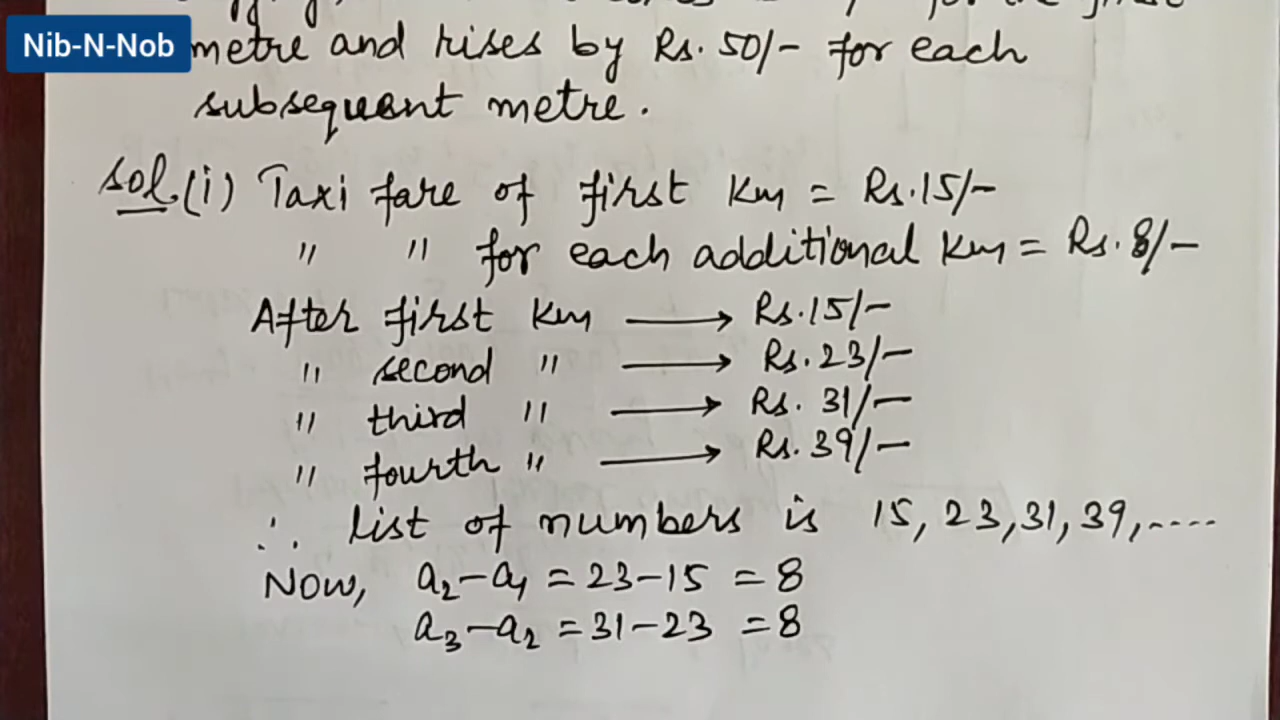 for the first
Nib-N-Nob
metre and rises by Rs. 50/- for each
subsequent metre.
Sol.(i) Taxi fare of first Km = Rs.15/-
" " for each additional Km = Rs. 8/-
After first Km ⟶ Rs.15/-
" second " ⟶ Rs. 23/-
" third " ⟶ Rs. 31/-
" fourth " ⟶ Rs. 39/-
∴ list of numbers is 15, 23, 31, 39, .....
Now, a₂-a₁ = 23-15 = 8
a₃-a₂ = 31-23 = 8